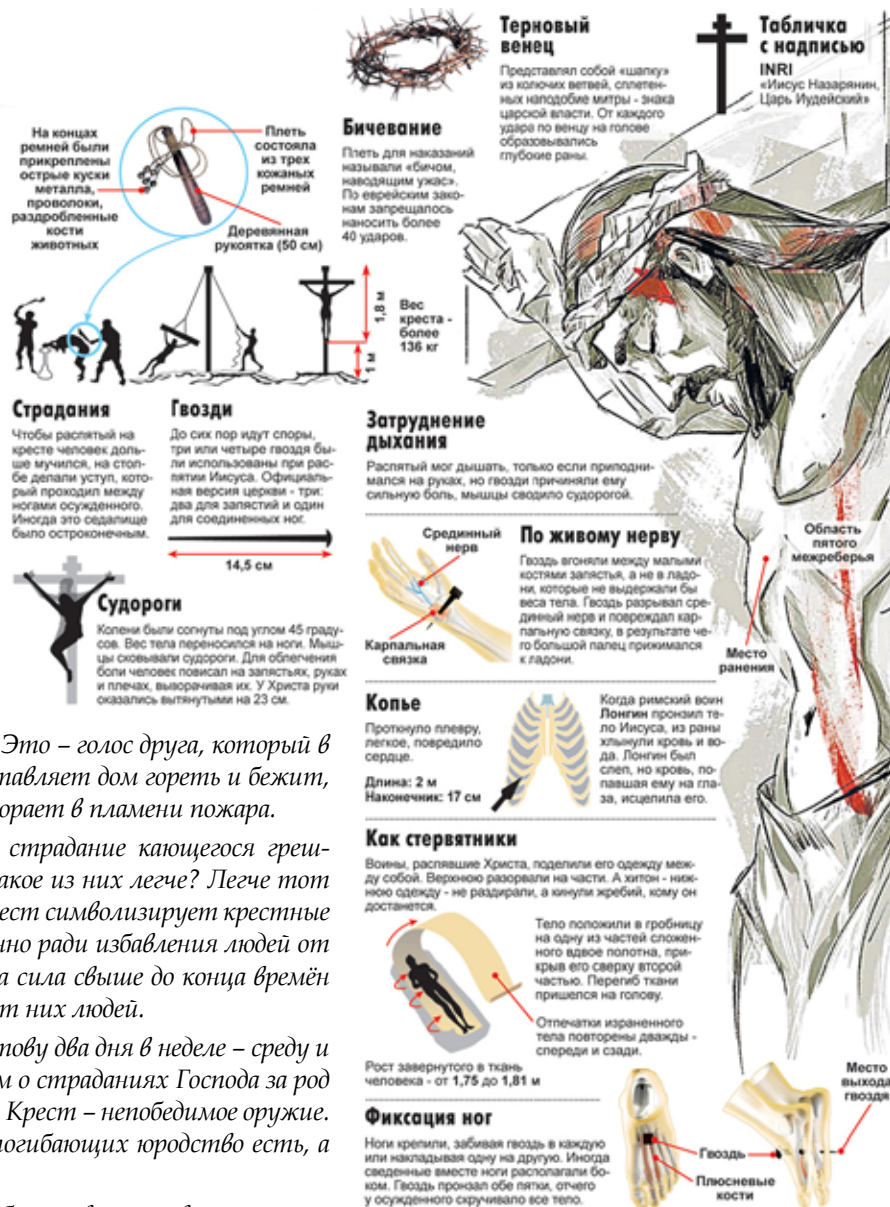 Терновый
венец
Представлял собой «шапку»
из колючих ветвей, сплетен-
ных наподобие митры - знака
царской власти. От каждого
удара по венцу на голове
образовывались
глубокие раны.
Табличка
с надписью
INRI
«Иисус Назарянин,
Царь Иудейский»
На концах
ремней были
прикреплены
острые куски
металла,
проволоки,
раздробленные
кости
животных
Плеть
состояла
из трех
кожаных
ремней
Деревянная
рукоятка (50 см)
Бичевание
Плеть для наказаний
называли «бичом,
наводящим ужас».
По еврейским зако-
нам запрещалось
наносить более
40 ударов.
1,8 м
1 м
Вес
креста -
более
136 кг
Страдания
Чтобы распятый на
кресте человек доль-
ше мучился, на стол-
бе делали уступ, кото-
рый проходил между
ногами осужденного.
Иногда это седалище
было остроконечным.
Гвозди
До сих пор идут споры,
три или четыре гвоздя бы-
ли использованы при рас-
пятии Иисуса. Официаль-
ная версия церкви - три:
два для запястий и один
для соединенных ног.
14,5 см
Судороги
Колени были согнуты под углом 45 граду-
сов. Вес тела переносился на ноги. Мыш-
цы сковывали судороги. Для облегчения
боли человек повисал на запястьях, руках
и плечах, выворачивая их. У Христа руки
оказались вытянутыми на 23 см.
Затруднение
дыхания
Распятый мог дышать, только если приподни-
мался на руках, но гвозди причиняли ему
сильную боль, мышцы сводило судорогой.
Срединный
нерв
Карпальная
связка
По живому нерву
Гвоздь вгоняли между малыми
костями запястья, а не в ладо-
ни, которые не выдержали бы
веса тела. Гвоздь разрывал сре-
динный нерв и повреждал кар-
пальную связку, в результате че-
го большой палец прижимался
к ладони.
Область
пятого
межреберья
Место
ранения
Копье
Проткнуло плевру,
легкое, повредило
сердце.
Длина: 2 м
Наконечник: 17 см
Когда римский воин
Лонгин пронзил те-
ло Иисуса, из раны
хлынули кровь и во-
да. Лонгин был
слеп, но кровь, по-
павшая ему на гла-
за, исцелила его.
Как стервятники
Воины, распявшие Христа, поделили его одежду меж-
ду собой. Верхнюю разорвали на части. А хитон - ниж-
нюю одежду - не раздирали, а кинули жребий, кому он
достанется.
Тело положили в гробницу
на одну из частей сложен-
ного вдвое полотна, при-
крыв его сверху второй
частью. Перегиб ткани
пришелся на голову.
Отпечатки израненного
тела повторены дважды -
спереди и сзади.
Рост завернутого в ткань
человека - от 1,75 до 1,81 м
Фиксация ног
Ноги крепили, забивая гвоздь в каждую
или накладывая одну на другую. Иногда
сведенные вместе ноги располагали бо-
ком. Гвоздь пронзал обе пятки, отчего
у осужденного скручивало все тело.
Гвоздь
Плюсневые
кости
Место
выхода
гвоздя
Это – голос друга, который в
тавляет дом гореть и бежит,
орает в пламени пожара.
страдание кающегося греш-
акое из них легче? Легче тот
ест символизирует крестные
нно ради избавления людей от
а сила свыше до конца времён
т них людей.
тову два дня в неделе – среду и
м о страданиях Господа за род
Крест – непобедимое оружие.
погибающих юродство есть, а